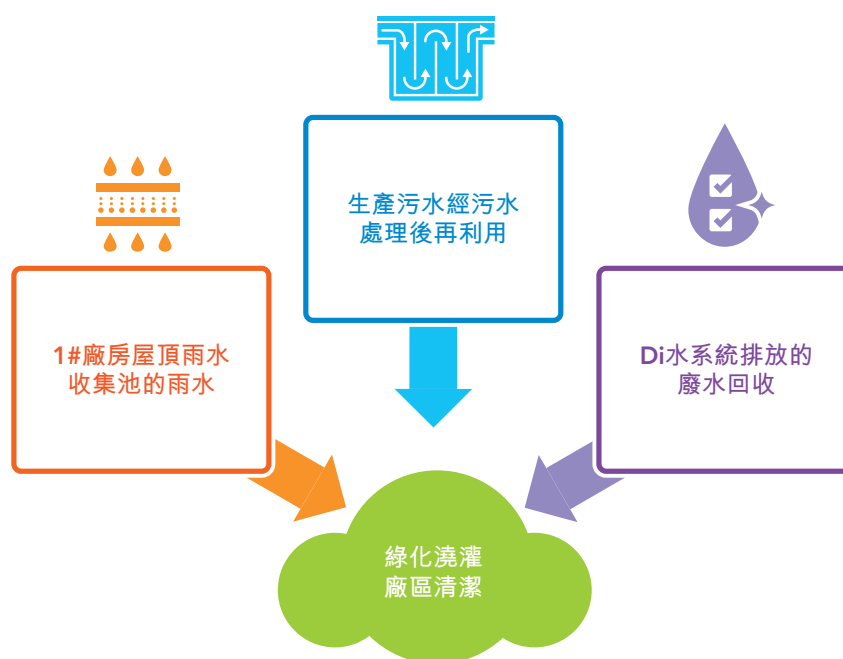 生產污水經污水
處理後再利用
1#廠房屋頂雨水
收集池的雨水
Di水系統排放的
廢水回收
綠化澆灌
廠區清潔